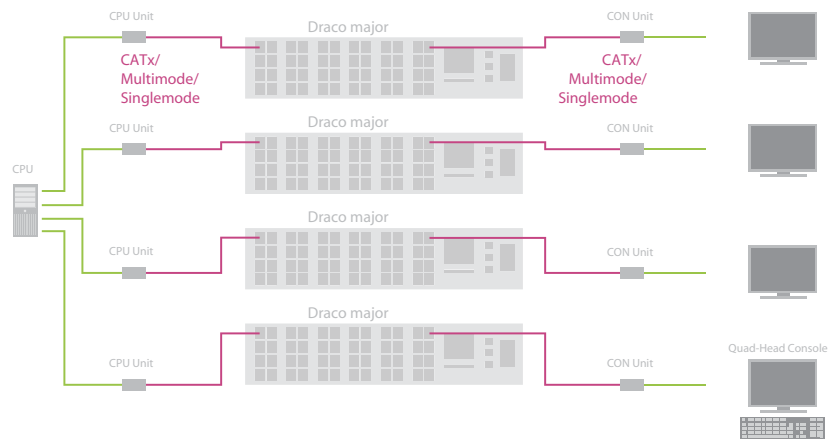 CPU Unit
Draco major
CON Unit
CATx/
Multimode/
Singlemode
CATx/
Multimode/
Singlemode
CPU Unit
Draco major
CON Unit
CPU
Draco major
CPU Unit
CON Unit
Draco major
Quad-Head Console
CPU Unit
CON Unit